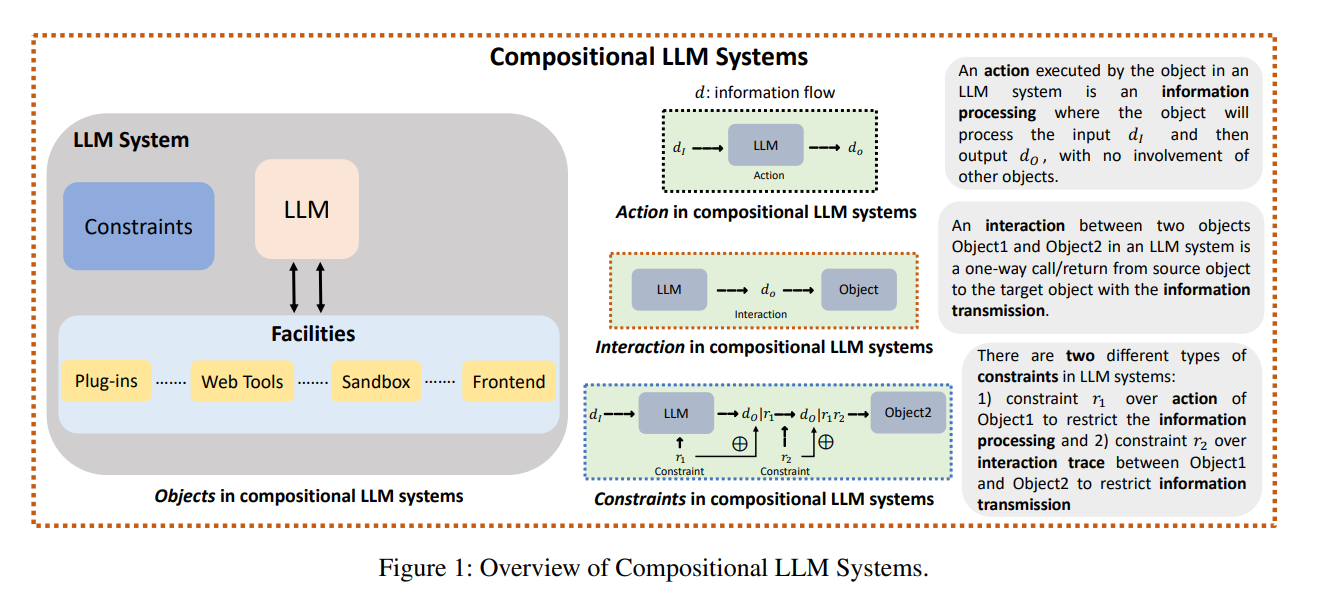 Compositional LLM Systems
LLM System
Constraints
LLM
Facilities
Plug-ins ....... Web Tools ....... Sandbox ....... Frontend
Objects in compositional LLM systems
d: information flow
d_I LLM d_o
Action
Action in compositional LLM systems
LLM d_o Object
Interaction
Interaction in compositional LLM systems
d_I LLM d_O|r_1 d_O|r_1r_2 Object2
⊕ ⊕
r_1 r_2
Constraint Constraint
Constraints in compositional LLM systems
An action executed by the object in an
LLM system is an information
processing where the object will
process the input d_I and then
output d_O, with no involvement of
other objects.
An interaction between two objects
Object1 and Object2 in an LLM system is
a one-way call/return from source object
to the target object with the information
transmission.
There are two different types of
constraints in LLM systems:
1) constraint r_1 over action of
Object1 to restrict the information
processing and 2) constraint r_2 over
interaction trace between Object1
and Object2 to restrict information
transmission
Figure 1: Overview of Compositional LLM Systems.